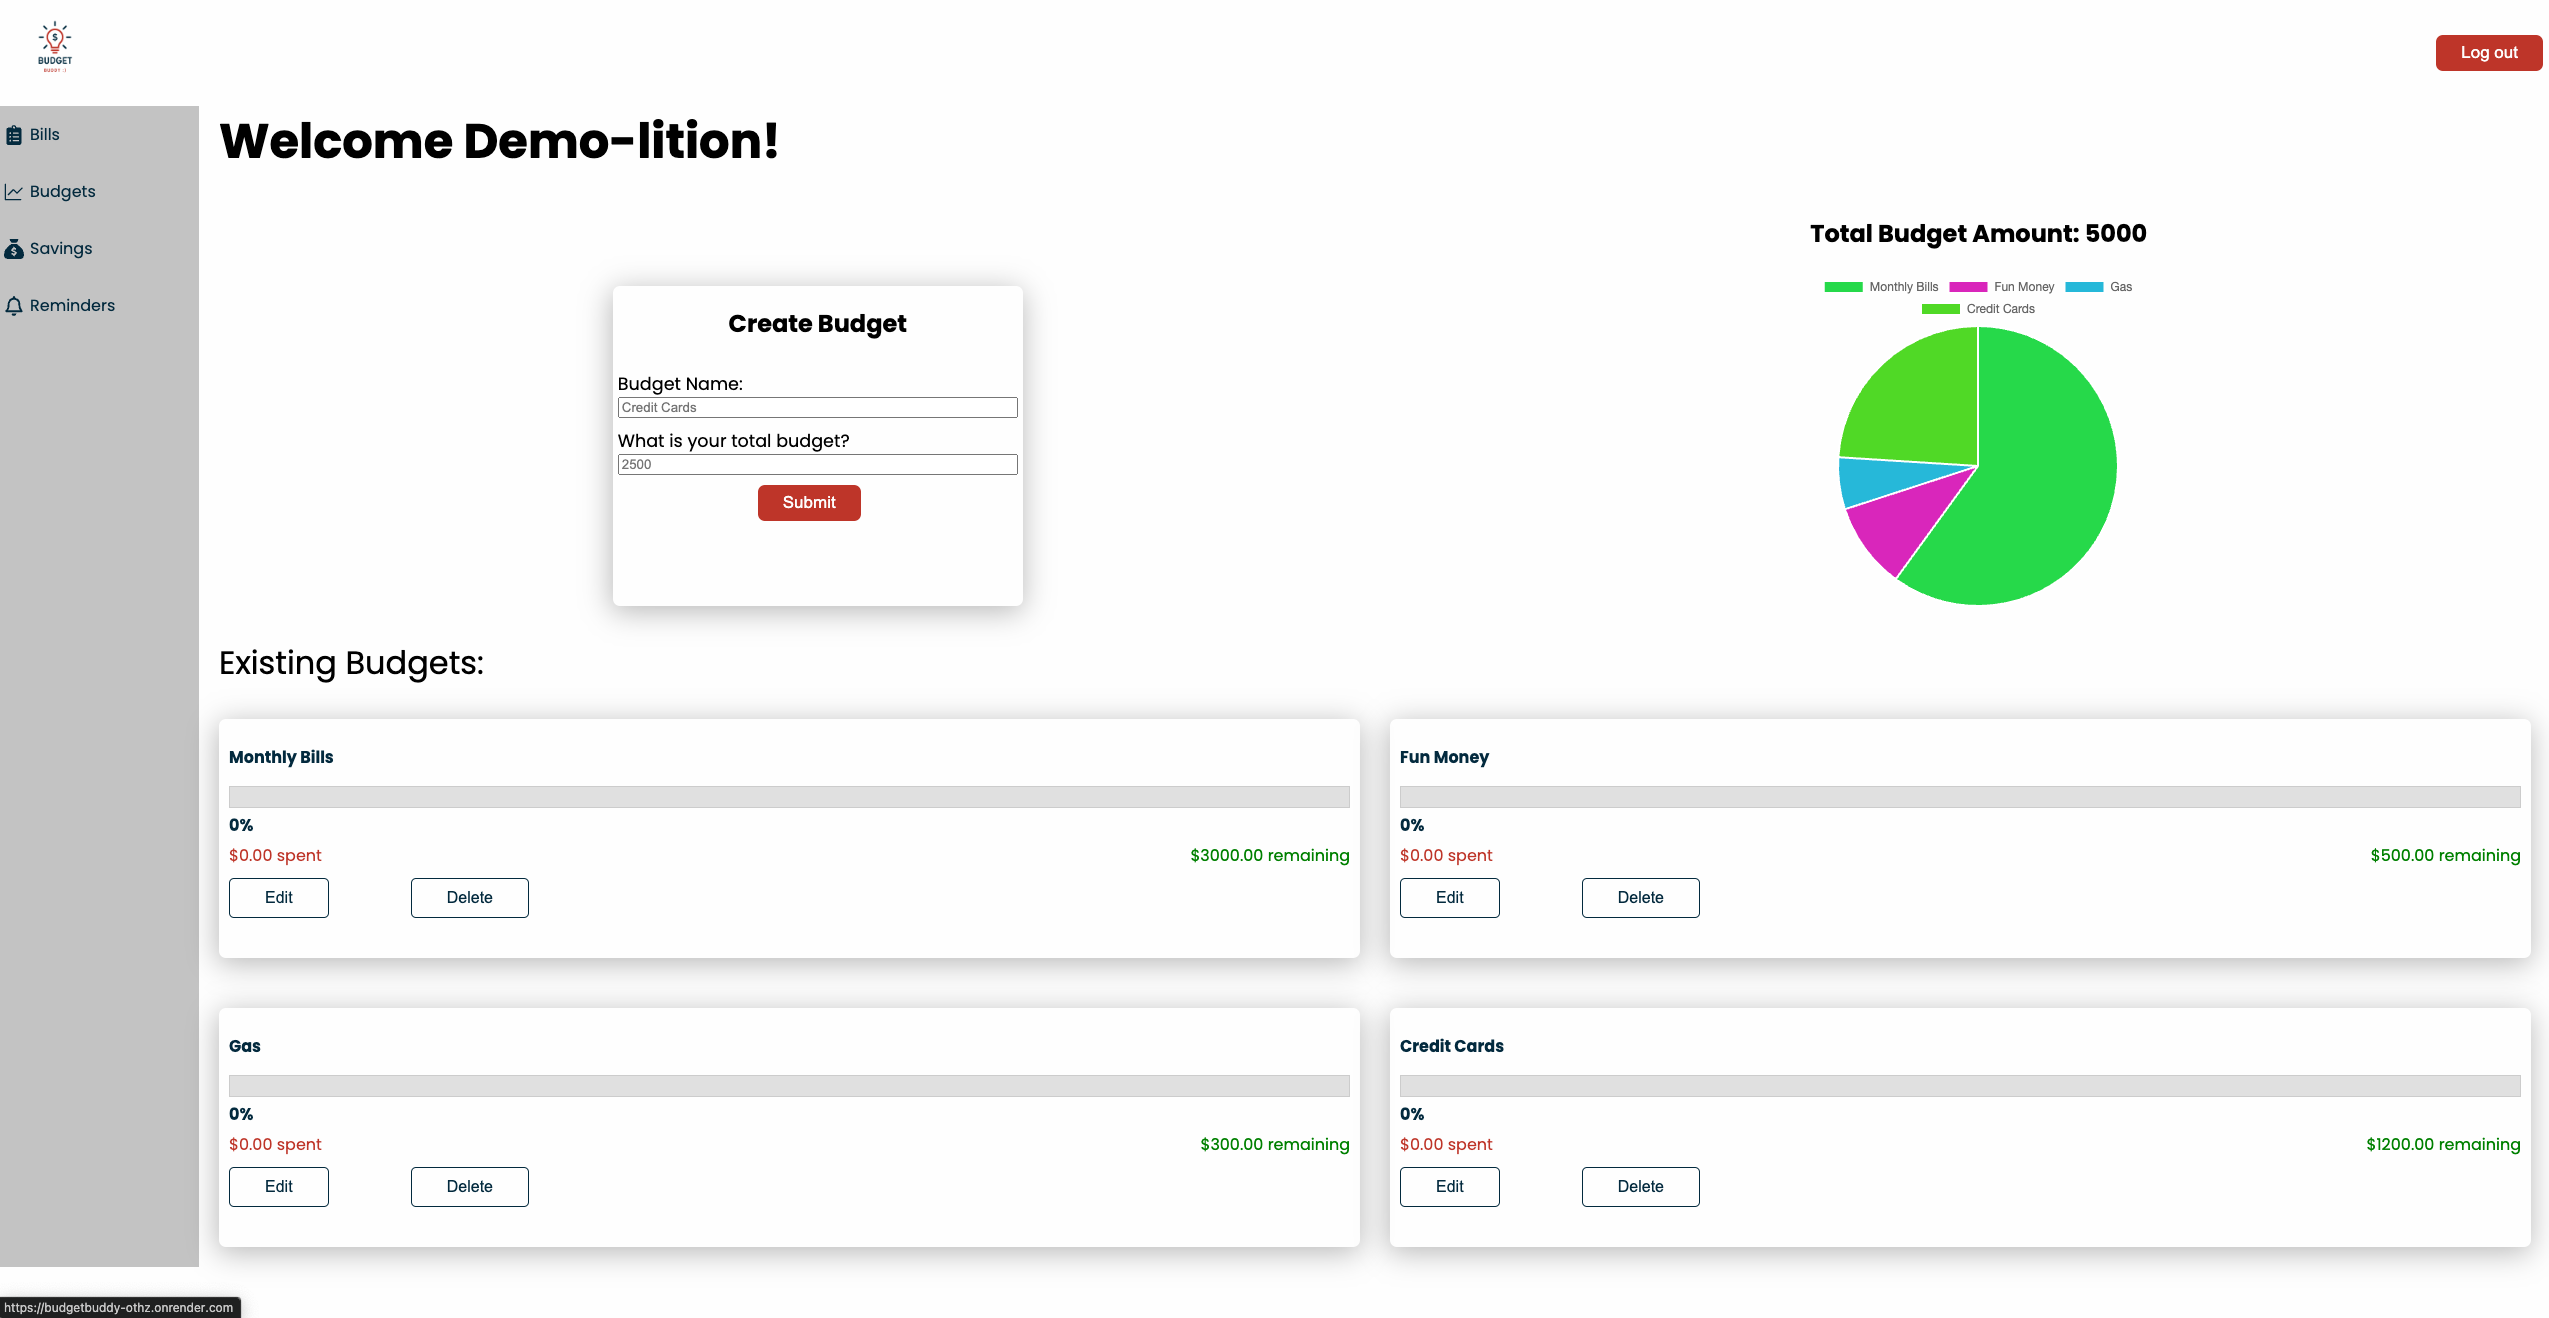 $
BUDGET
BUDDY :)
Log out
Bills
Budgets
Savings
Reminders
Welcome Demo-lition!
Total Budget Amount: 5000
Monthly Bills Fun Money Gas
Credit Cards
Create Budget
Budget Name:
Credit Cards
What is your total budget?
2500
Submit
Existing Budgets:
Monthly Bills
0%
$0.00 spent $3000.00 remaining
Edit Delete
Fun Money
0%
$0.00 spent $500.00 remaining
Edit Delete
Gas
0%
$0.00 spent $300.00 remaining
Edit Delete
Credit Cards
0%
$0.00 spent $1200.00 remaining
Edit Delete
https://budgetbuddy-othz.onrender.com